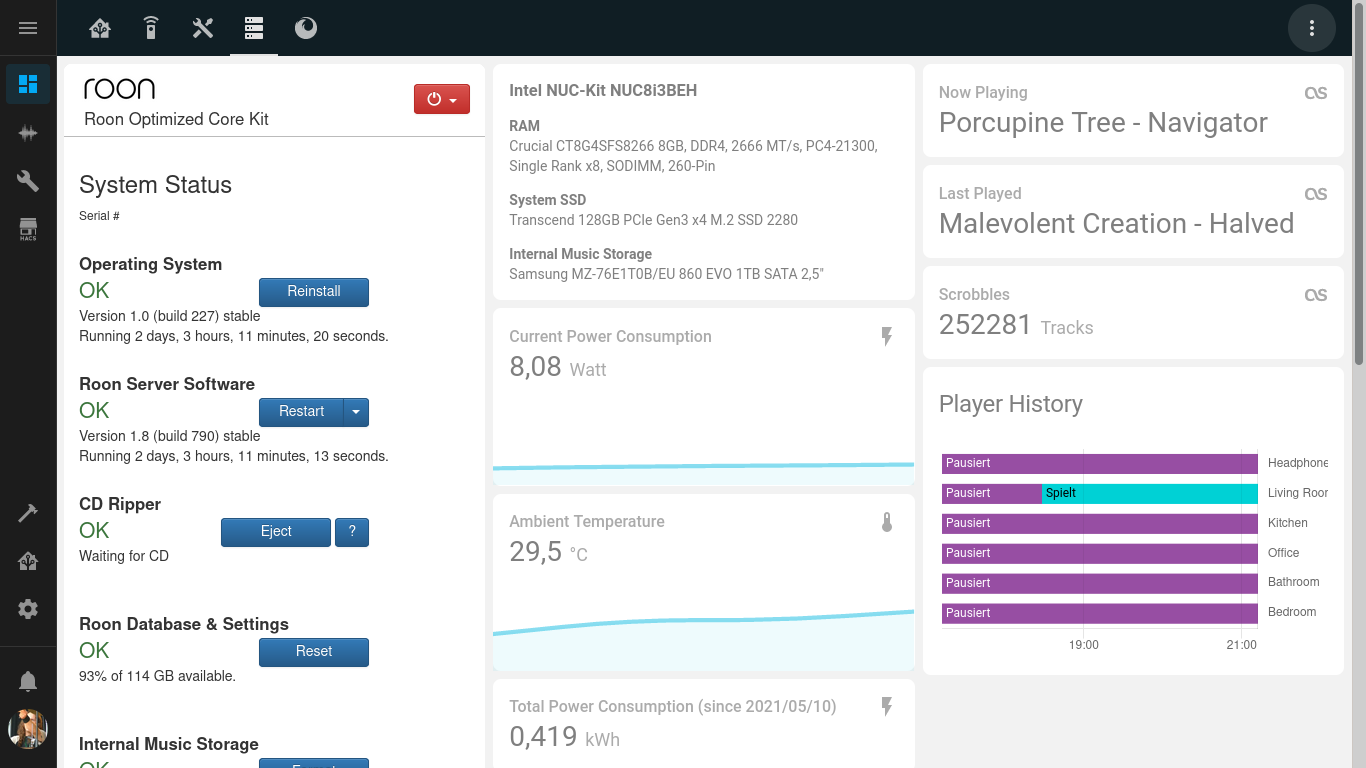 HACS
roon
Roon Optimized Core Kit
System Status
Serial #
Operating System
OK
Reinstall
Version 1.0 (build 227) stable
Running 2 days, 3 hours, 11 minutes, 20 seconds.
Roon Server Software
OK
Restart
Version 1.8 (build 790) stable
Running 2 days, 3 hours, 11 minutes, 13 seconds.
CD Ripper
OK
Eject
?
Waiting for CD
Roon Database & Settings
OK
Reset
93% of 114 GB available.
Internal Music Storage
OK
Intel NUC-Kit NUC8i3BEH
RAM
Crucial CT8G4SFS8266 8GB, DDR4, 2666 MT/s, PC4-21300,
Single Rank x8, SODIMM, 260-Pin
System SSD
Transcend 128GB PCIe Gen3 x4 M.2 SSD 2280
Internal Music Storage
Samsung MZ-76E1T0B/EU 860 EVO 1TB SATA 2,5"
Current Power Consumption
8,08 Watt
Ambient Temperature
29,5 °C
Total Power Consumption (since 2021/05/10)
0,419 kWh
Now Playing
Porcupine Tree - Navigator
Last Played
Malevolent Creation - Halved
Scrobbles
252281 Tracks
Player History
Pausiert Headphone
Pausiert Spielt Living Roor
Pausiert Kitchen
Pausiert Office
Pausiert Bathroom
Pausiert Bedroom
19:00 21:00